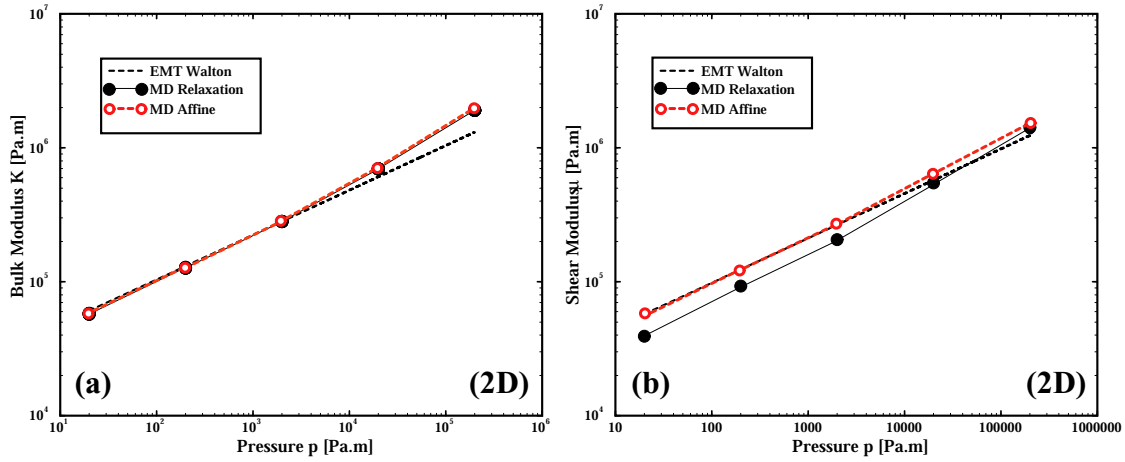 10^7
10^6
10^5
10^4
Bulk Modulus K [Pa.m]
EMT Walton
MD Relaxation
MD Affine
(a)
(2D)
10^1 10^2 10^3 10^4 10^5 10^6
Pressure p [Pa.m]
10^7
10^6
10^5
10^4
Shear Modulusμ [Pa.m]
EMT Walton
MD Relaxation
MD Affine
(b)
(2D)
10 100 1000 10000 100000 1000000
Pressure p [Pa.m]